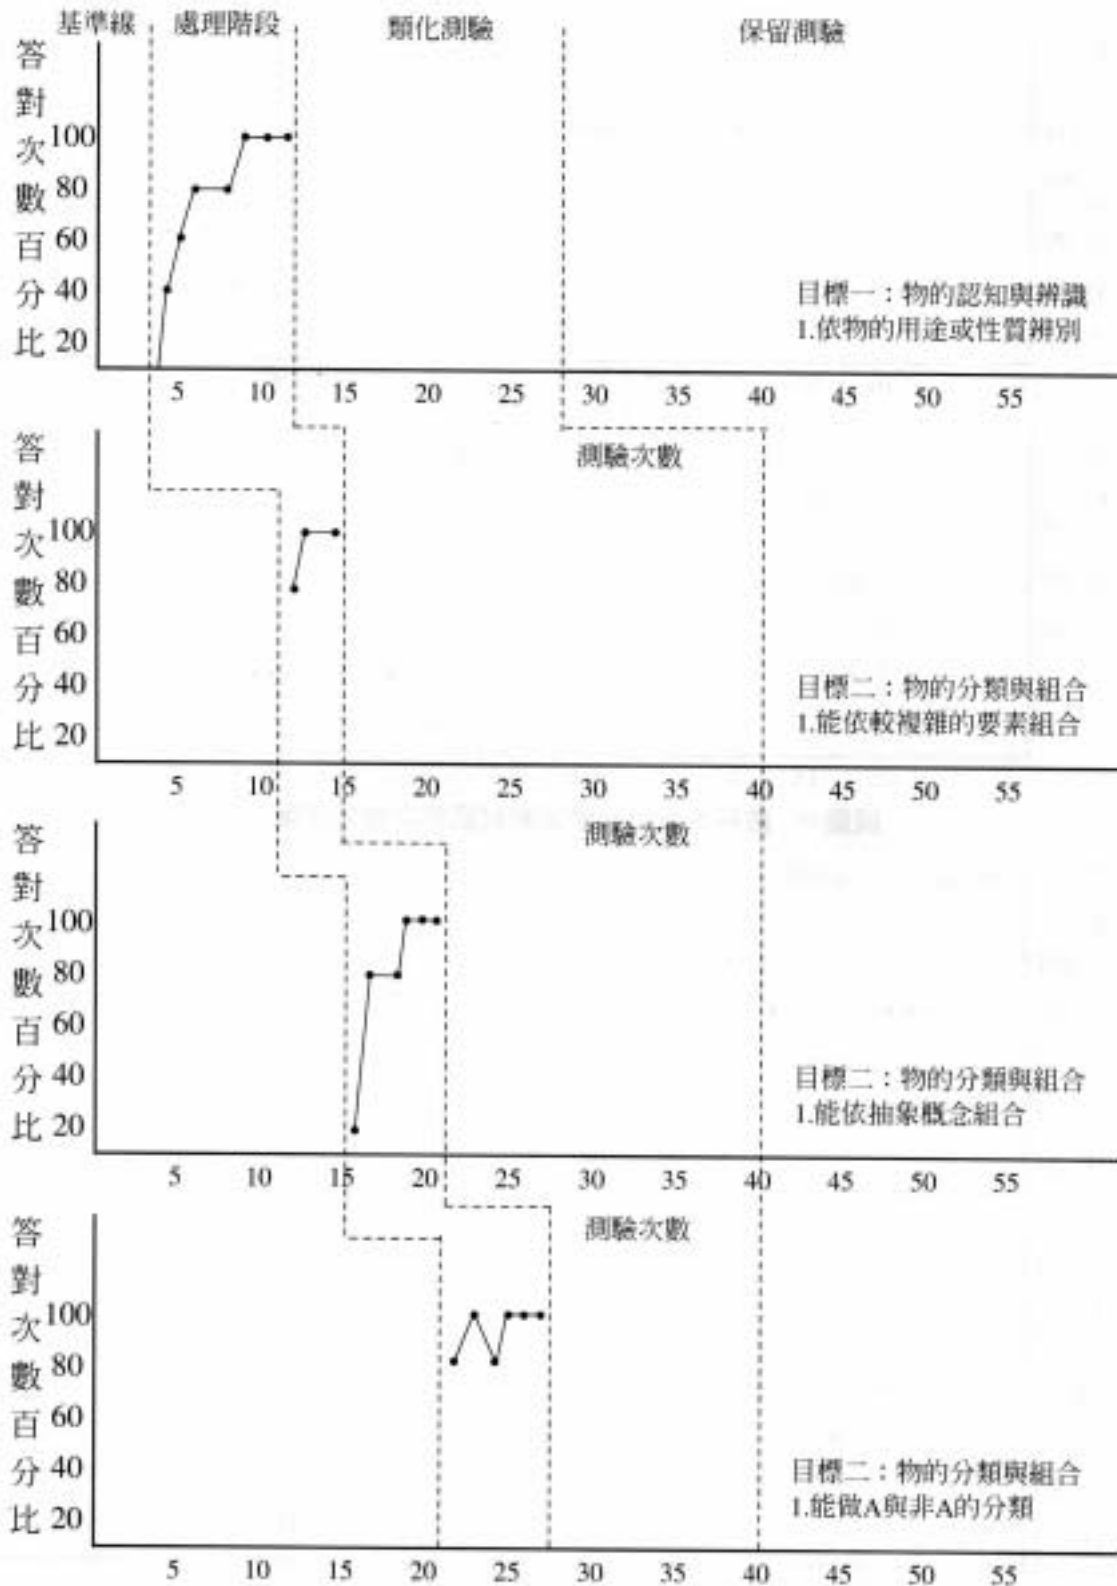 基準線 處理階段 類化測驗 保留測驗
答對次數百分比
100
80
60
40
20
目標一：物的認知與辨識
1.依物的用途或性質辨別
5 10 15 20 25 30 35 40 45 50 55
測驗次數
答對次數百分比
100
80
60
40
20
目標二：物的分類與組合
1.能依較複雜的要素組合
5 10 15 20 25 30 35 40 45 50 55
測驗次數
答對次數百分比
100
80
60
40
20
目標二：物的分類與組合
1.能依抽象概念組合
5 10 15 20 25 30 35 40 45 50 55
測驗次數
答對次數百分比
100
80
60
40
20
目標二：物的分類與組合
1.能做A與非A的分類
5 10 15 20 25 30 35 40 45 50 55